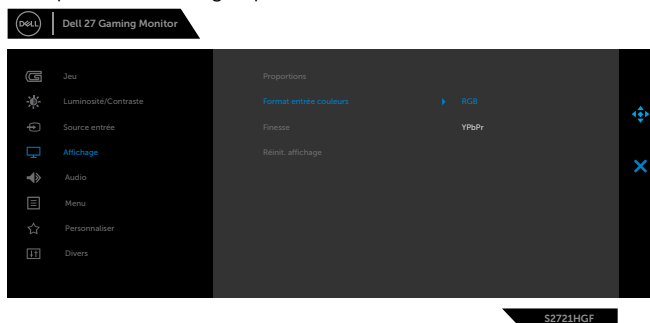 DELL
Dell 27 Gaming Monitor
Jeu
Proportions
Luminosité/Contraste
Format entrée couleurs
RGB
Source entrée
Finesse
YPbPr
Affichage
Réinit. affichage
Audio
Menu
Personnaliser
Divers
S2721HGF